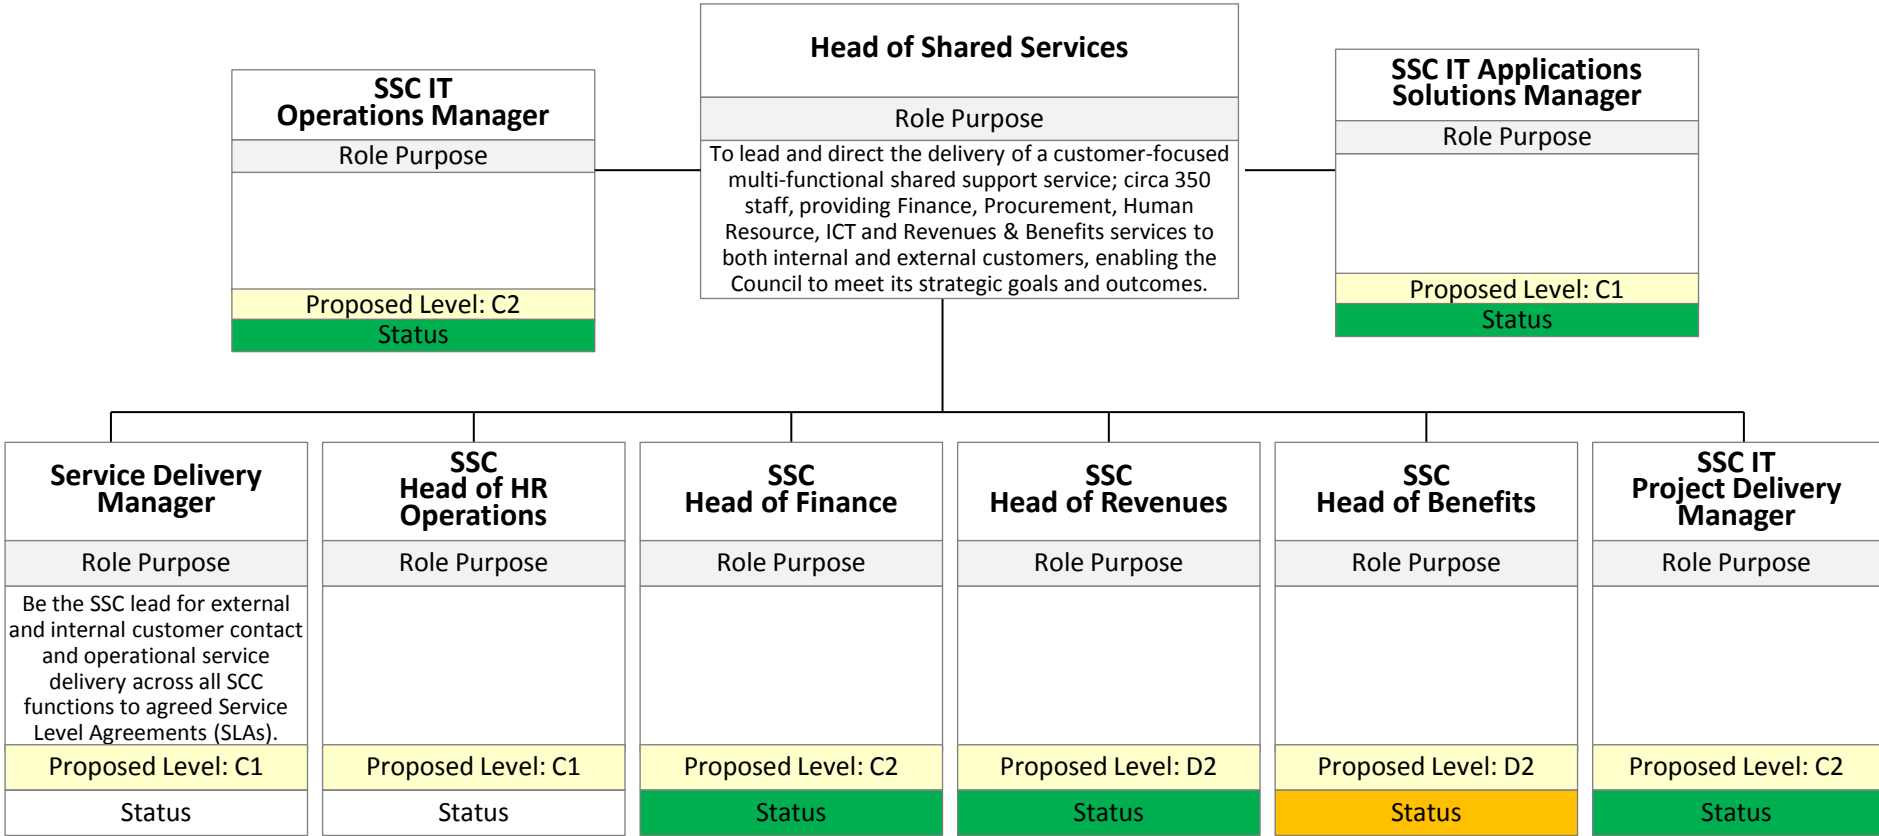 Head of Shared Services
Role Purpose
To lead and direct the delivery of a customer-focused
multi-functional shared support service; circa 350
staff, providing Finance, Procurement, Human
Resource, ICT and Revenues & Benefits services to
both internal and external customers, enabling the
Council to meet its strategic goals and outcomes.
SSC IT
Operations Manager
Role Purpose
Proposed Level: C2
Status
SSC IT Applications
Solutions Manager
Role Purpose
Proposed Level: C1
Status
Service Delivery
Manager
Role Purpose
Be the SSC lead for external
and internal customer contact
and operational service
delivery across all SCC
functions to agreed Service
Level Agreements (SLAs).
Proposed Level: C1
Status
SSC
Head of HR
Operations
Role Purpose
Proposed Level: C1
Status
SSC
Head of Finance
Role Purpose
Proposed Level: C2
Status
SSC
Head of Revenues
Role Purpose
Proposed Level: D2
Status
SSC
Head of Benefits
Role Purpose
Proposed Level: D2
Status
SSC IT
Project Delivery
Manager
Role Purpose
Proposed Level: C2
Status